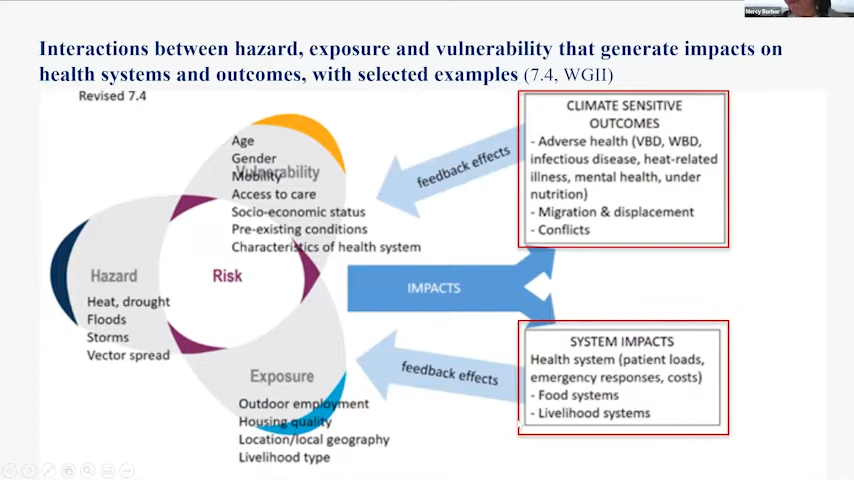 Mercy Borbor
Interactions between hazard, exposure and vulnerability that generate impacts on
health systems and outcomes, with selected examples (7.4, WGII)
Revised 7.4
Age
Gender
Vulnerability
Mobility
Access to care
Socio-economic status
Pre-existing conditions
Characteristics of health system
Hazard
Heat, drought
Floods
Storms
Vector spread
Risk
Exposure
Outdoor employment
Housing quality
Location/local geography
Livelihood type
feedback effects
IMPACTS
feedback effects
CLIMATE SENSITIVE
OUTCOMES
- Adverse health (VBD, WBD,
infectious disease, heat-related
illness, mental health, under
nutrition)
- Migration & displacement
- Conflicts
SYSTEM IMPACTS
Health system (patient loads,
emergency responses, costs)
- Food systems
- Livelihood systems